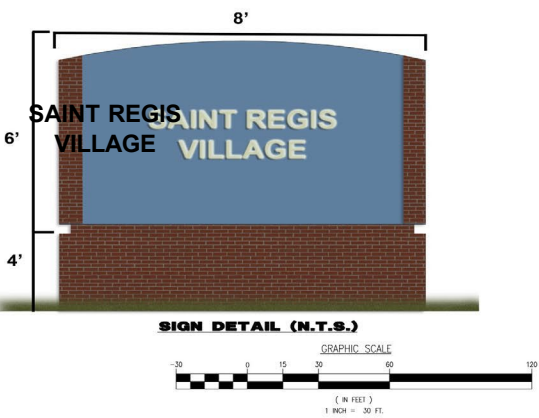 8’
SAINT REGIS
VILLAGE
SAINT REGIS
VILLAGE
6’
4’
SIGN DETAIL (N.T.S.)
GRAPHIC SCALE
-30 0 15 30 60 120
( IN FEET )
1 INCH = 30 FT.